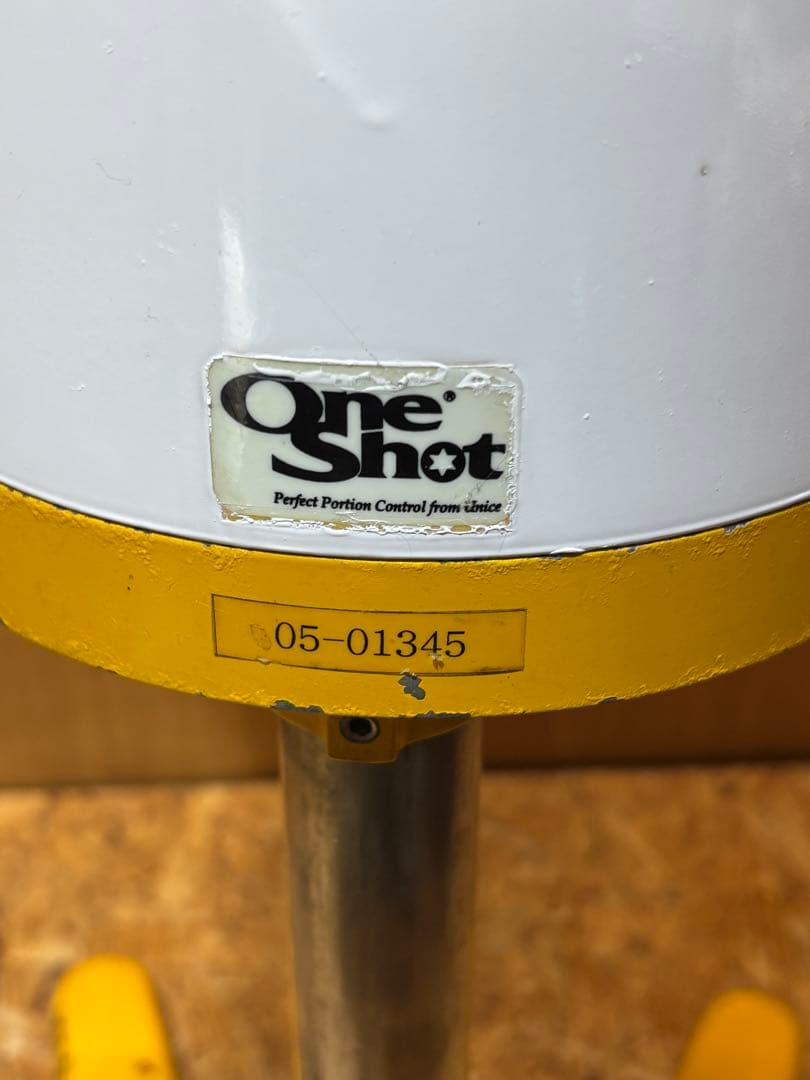 One®
Shot
Perfect Portion Control from Unice
05-01345